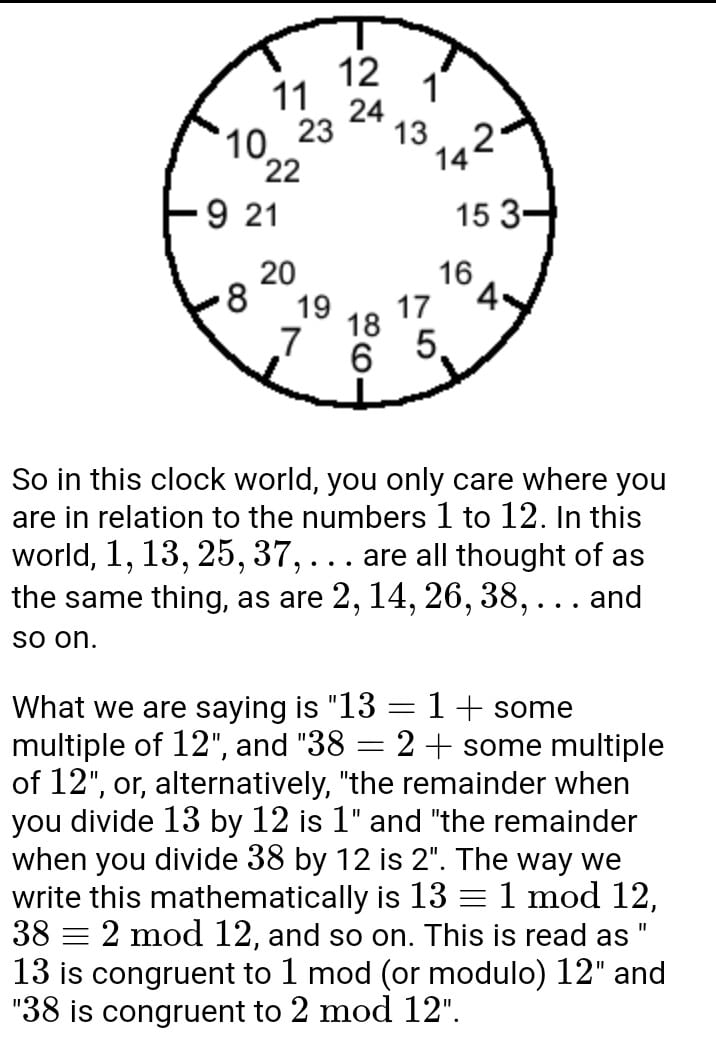 12
1
11
24
23
13
10
2
14
22
9 21
15 3
20
16
8
4
19
17
18
7
5
6
So in this clock world, you only care where you
are in relation to the numbers 1 to 12. In this
world, 1, 13, 25, 37, . . . are all thought of as
the same thing, as are 2, 14, 26, 38, . . . and
so on.
What we are saying is "13 = 1 + some
multiple of 12", and "38 = 2 + some multiple
of 12", or, alternatively, "the remainder when
you divide 13 by 12 is 1" and "the remainder
when you divide 38 by 12 is 2". The way we
write this mathematically is 13 ≡ 1 mod 12,
38 ≡ 2 mod 12, and so on. This is read as "
13 is congruent to 1 mod (or modulo) 12" and
"38 is congruent to 2 mod 12".